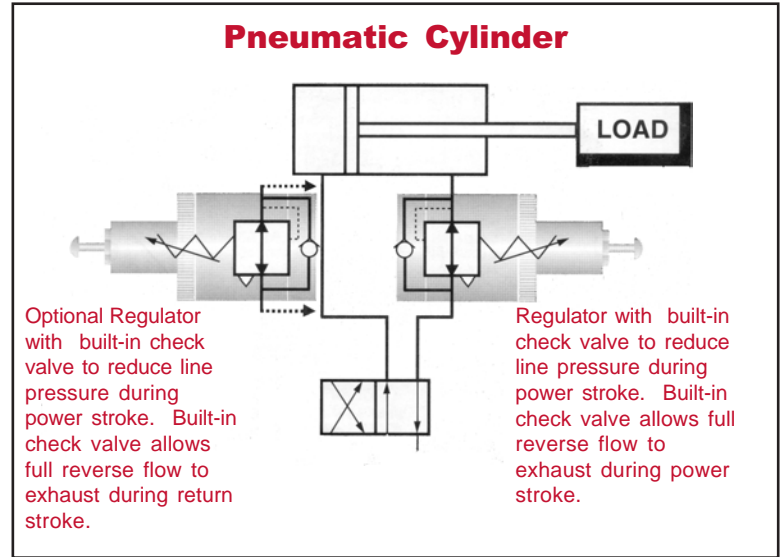 Pneumatic Cylinder
LOAD
Optional Regulator
with built-in check
valve to reduce line
pressure during
power stroke. Built-in
check valve allows
full reverse flow to
exhaust during return
stroke.
Regulator with built-in
check valve to reduce
line pressure during
power stroke. Built-in
check valve allows full
reverse flow to
exhaust during power
stroke.